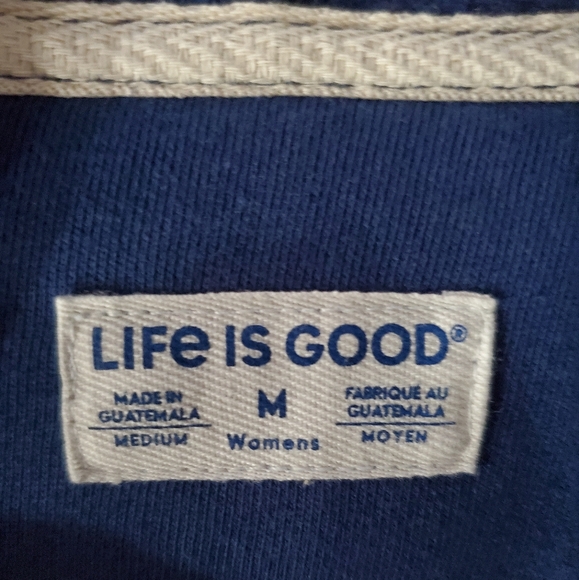 LIFe IS GOOD®
MADE IN
GUATEMALA
MEDIUM
M
Womens
FABRIQUE AU
GUATEMALA
MOYEN